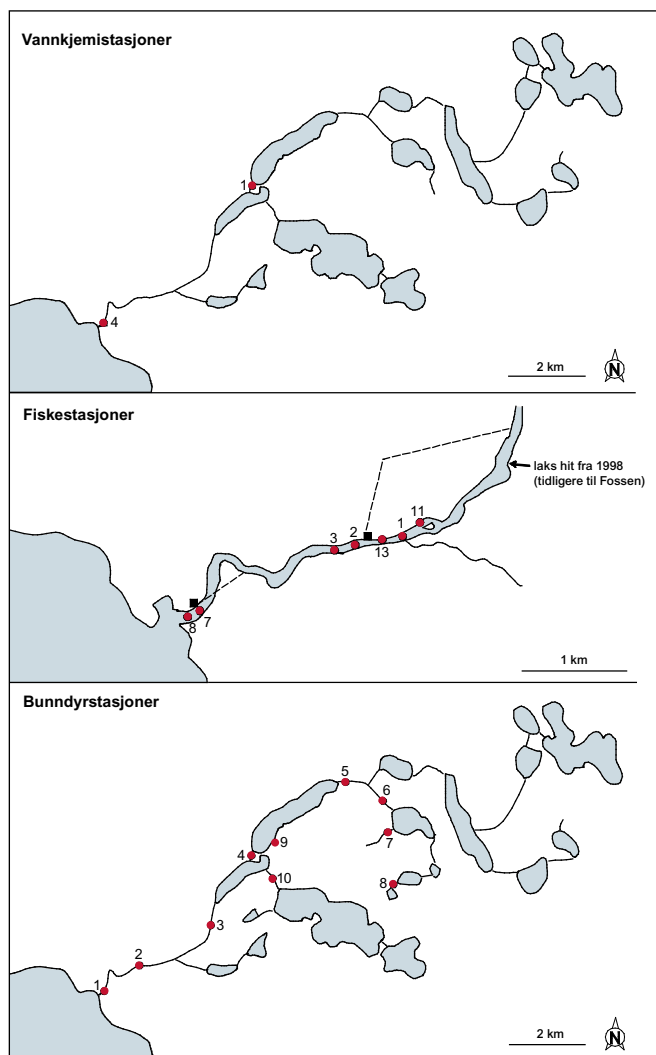 Vannkjemistasjoner
1
4
2 km
N
Fiskestasjoner
laks hit fra 1998
(tidligere til Fossen)
11
1
2
3
13
7
8
1 km
Bunndyrstasjoner
5
6
7
9
4
8
10
3
2
1
2 km
N